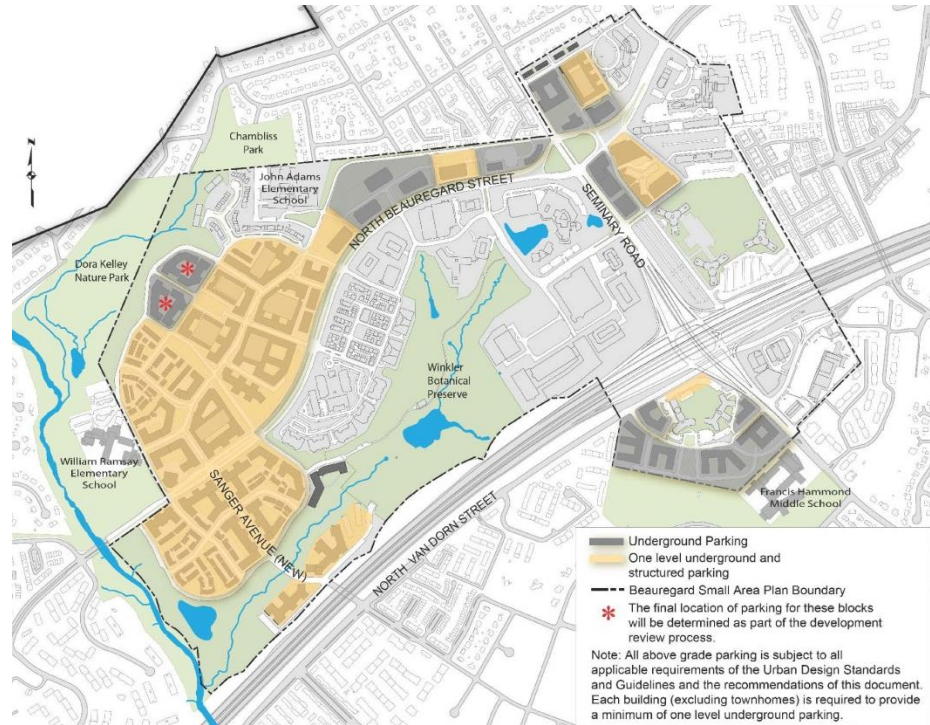 Chambliss
Park
John Adams
Elementary
School
NORTH BEAUREGARD STREET
SEMINARY ROAD
Dora Kelley
Nature Park
Winkler
Botanical
Preserve
William Ramsay
Elementary
School
SANGER AVENUE (NEW)
NORTH VAN DORN STREET
Francis Hammond
Middle School
Underground Parking
One level underground and
structured parking
Beauregard Small Area Plan Boundary
The final location of parking for these blocks
will be determined as part of the development
review process.
Note: All above grade parking is subject to all
applicable requirements of the Urban Design Standards
and Guidelines and the recommendations of this document.
Each building (excluding townhomes) is required to provide
a minimum of one level underground parking.